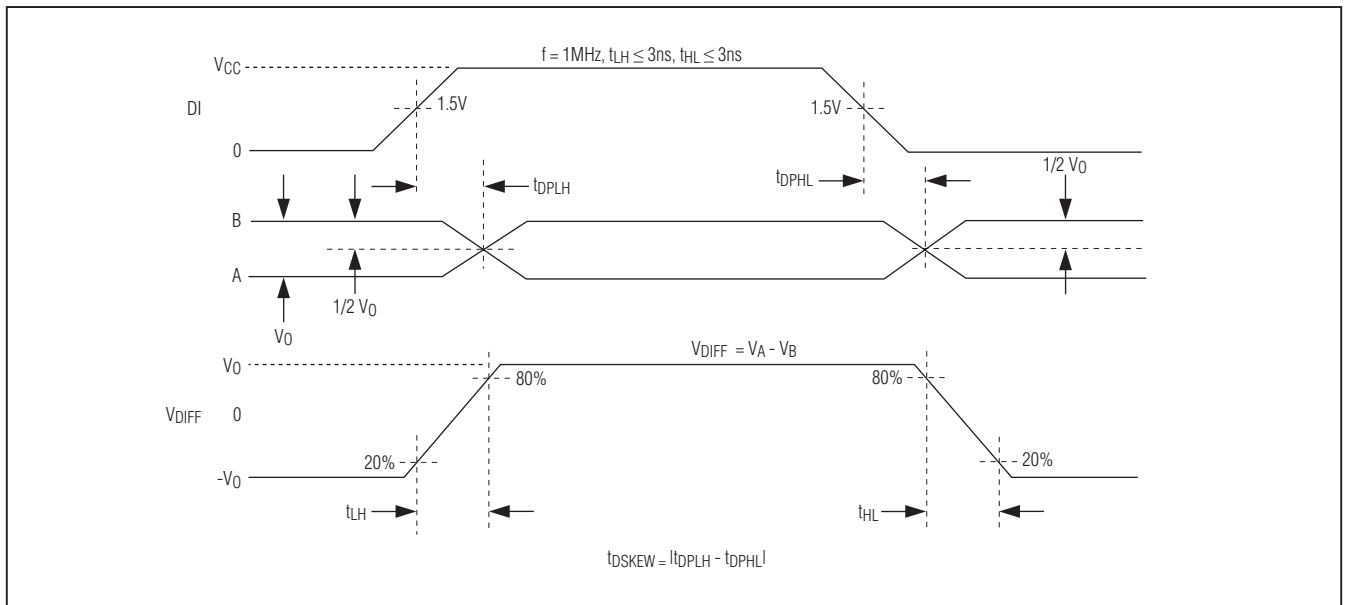 f = 1MHz, tLH ≤ 3ns, tHL ≤ 3ns
VCC
DI
1.5V
1.5V
0
1/2 VO
tDPLH
tDPHL
B
A
1/2 VO
VO
VDIFF = VA - VB
VO
80%
80%
VDIFF 0
20%
20%
-VO
tLH
tHL
tDSKEW = |tDPLH - tDPHL|